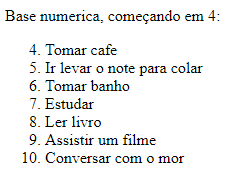 Base numerica, começando em 4:
4. Tomar cafe
5. Ir levar o note para colar
6. Tomar banho
7. Estudar
8. Ler livro
9. Assistir um filme
10. Conversar com o mor